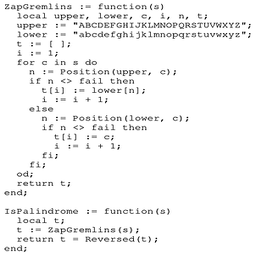 ZapGremlins := function(s)
local upper, lower, c, i, n, t;
upper := "ABCDEFGHIJKLMNOPQRSTUVWXYZ";
lower := "abcdefghijklmnopqrstuvwxyz";
t := [ ];
i := 1;
for c in s do
n := Position(upper, c);
if n <> fail then
t[i] := lower[n];
i := i + 1;
else
n := Position(lower, c);
if n <> fail then
t[i] := c;
i := i + 1;
fi;
fi;
od;
return t;
end;
IsPalindrome := function(s)
local t;
t := ZapGremlins(s);
return t = Reversed(t);
end;